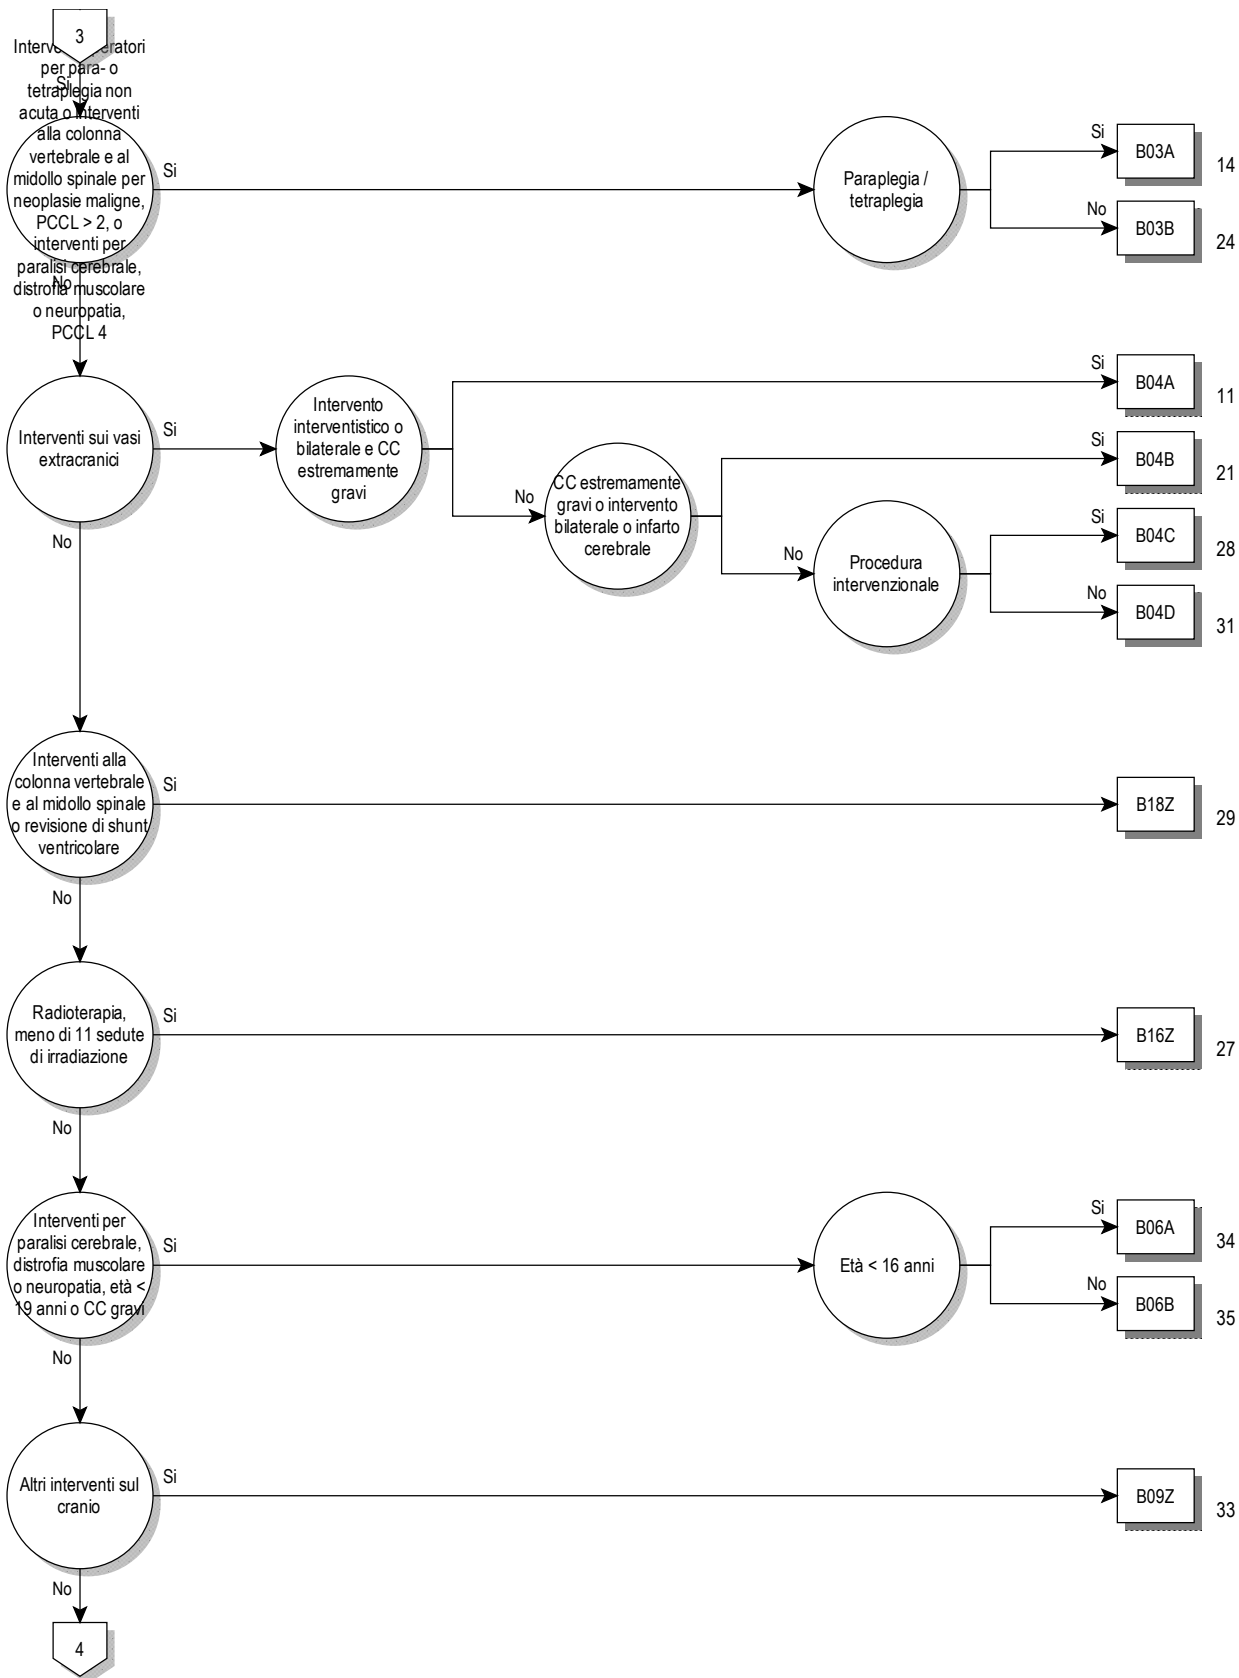 3
Interventi operatori
per para- o
tetraplegia non
acuta o interventi
alla colonna
vertebrale e al
midollo spinale per
neoplasie maligne,
PCCL > 2, o
interventi per
paralisi cerebrale,
distrofia muscolare
o neuropatia,
PCCL 4
Si
Si
No
Paraplegia /
tetraplegia
Si
B03A
14
No
B03B
24
Interventi sui vasi
extracranici
Si
No
Intervento
interventistico o
bilaterale e CC
estremamente
gravi
Si
B04A
11
No
CC estremamente
gravi o intervento
bilaterale o infarto
cerebrale
Si
B04B
21
No
Procedura
intervenzionale
Si
B04C
28
No
B04D
31
Interventi alla
colonna vertebrale
e al midollo spinale
o revisione di shunt
ventricolare
Si
B18Z
29
No
Radioterapia,
meno di 11 sedute
di irradiazione
Si
B16Z
27
No
Interventi per
paralisi cerebrale,
distrofia muscolare
o neuropatia, età <
19 anni o CC gravi
Si
No
Età < 16 anni
Si
B06A
34
No
B06B
35
Altri interventi sul
cranio
Si
B09Z
33
No
4